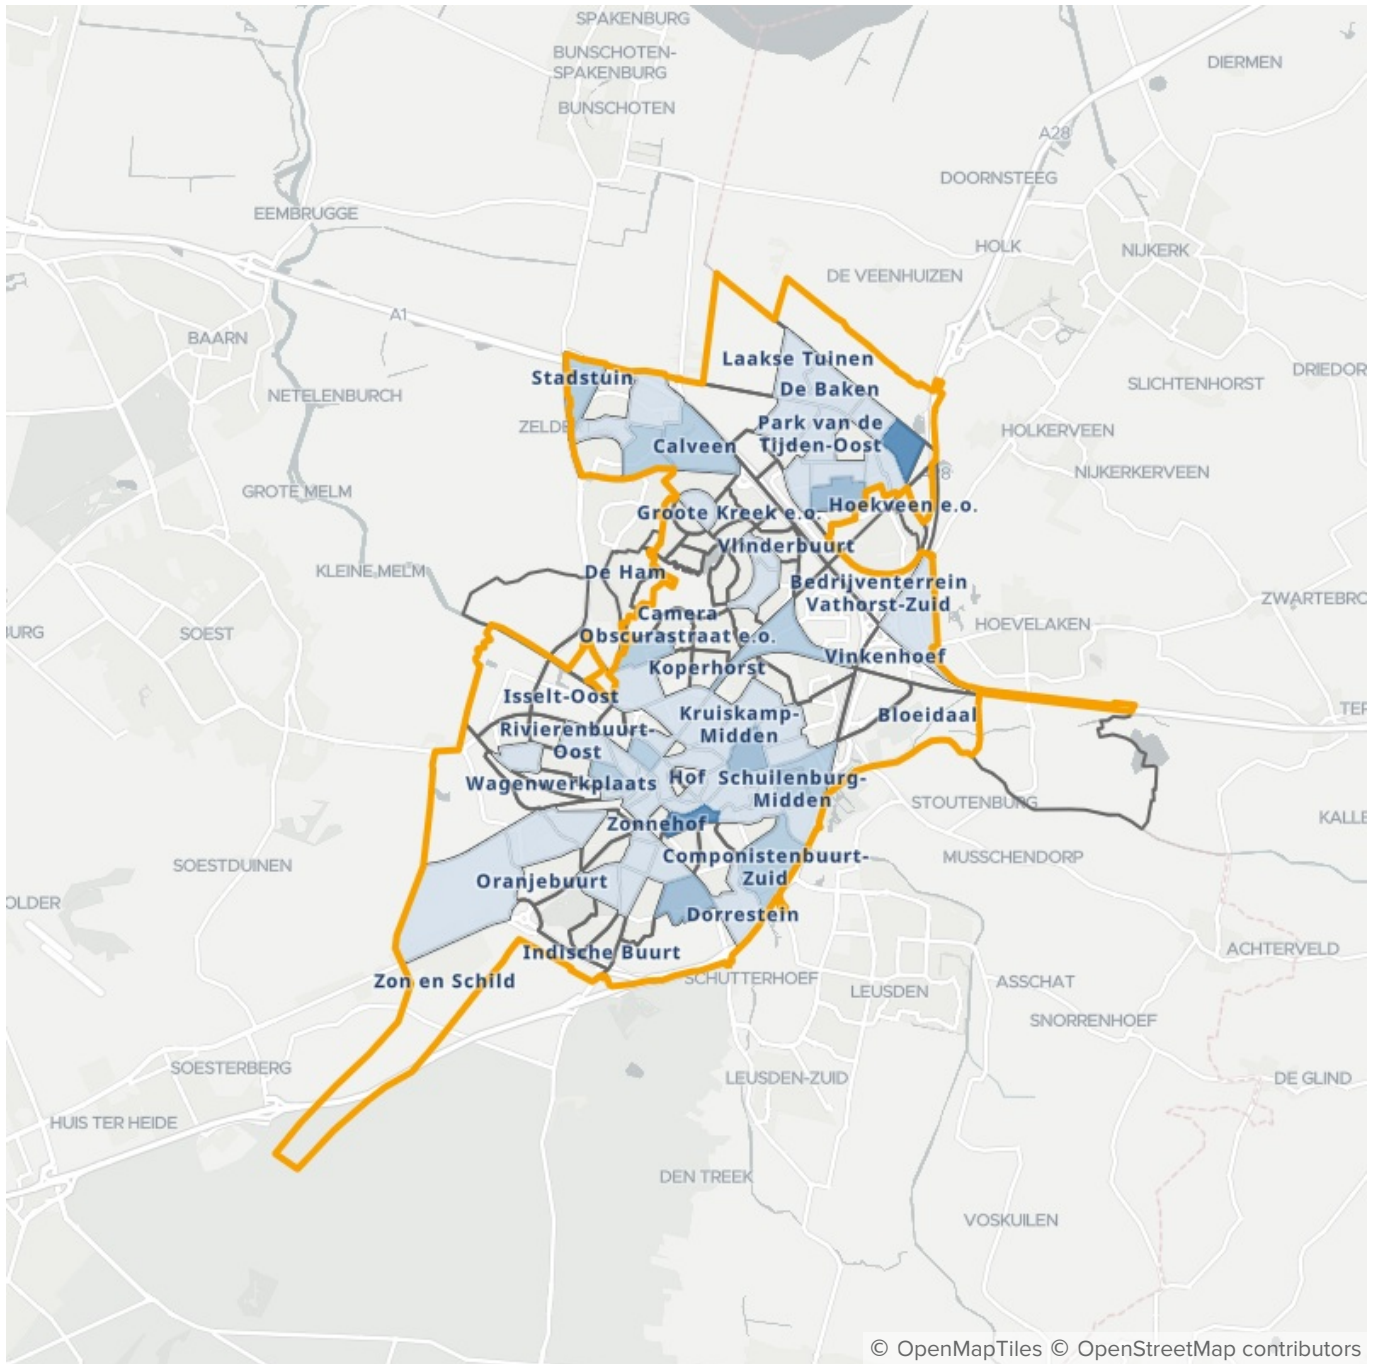 SPAKENBURG
BUNSCHOTEN-
SPAKENBURG
BUNSCHOTEN
DIERMEN
A28
DOORNSTEEG
EEMBRUGGE
HOLK
NIJKERK
DE VEENHUIZEN
A1
BAARN
Laakse Tuinen
DRIEDOR
Stadstuin
De Baken
SLICHTENHORST
NETELENBURCH
ZELD
Park van de
Tijden-Oost
HOLKERVEEN
Calveen
NIJKERKERVEEN
GROTE MELM
Groote Kreek e.o.
Hoekveen e.o.
Vlinderbuurt
KLEINE MELM
De Ham
Bedrijventerrein
Vathorst-Zuid
ZWARTEBRO
Camera
Obscurastraat e.o.
HOEVELAKEN
BURG
SOEST
Koperhorst
Vinkenhoef
Isselt-Oost
TER
Kruiskamp-
Midden
Bloeidaal
Rivierenbuurt-
Oost
Wagenwerkplaats
Hof
Schuilenburg-
Midden
STOUTENBURG
KALLE
Zonnehof
SOESTDUINEN
Componistenbuurt-
Zuid
MUSSCHENDORP
Oranjebuurt
OLDER
Dorrestein
Indische Buurt
ACHTERVELD
Zon en Schild
SCHUTTERHOEF
LEUSDEN
ASSCHAT
SNORRENHOEF
SOESTERBERG
LEUSDEN-ZUID
DE GLIND
HUIS TER HEIDE
DEN TREEK
VOSKUILEN
© OpenMapTiles © OpenStreetMap contributors